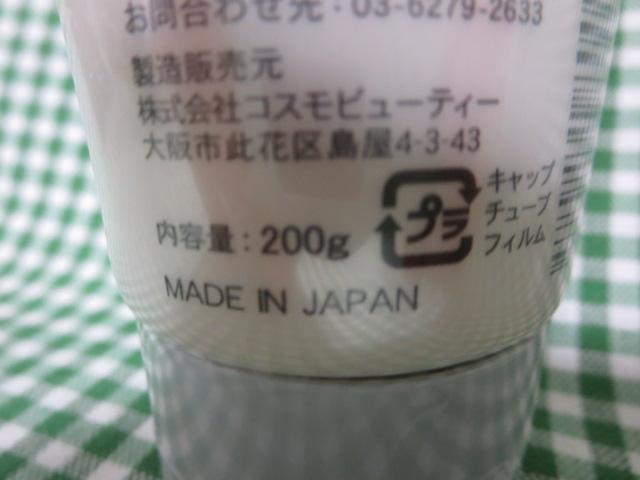 お問合わせ先：03-6279-2633
製造販売元
株式会社コスモビューティー
大阪市此花区島屋4-3-43
プラ
キャップ
チューブ
フィルム
内容量：200g
MADE IN JAPAN